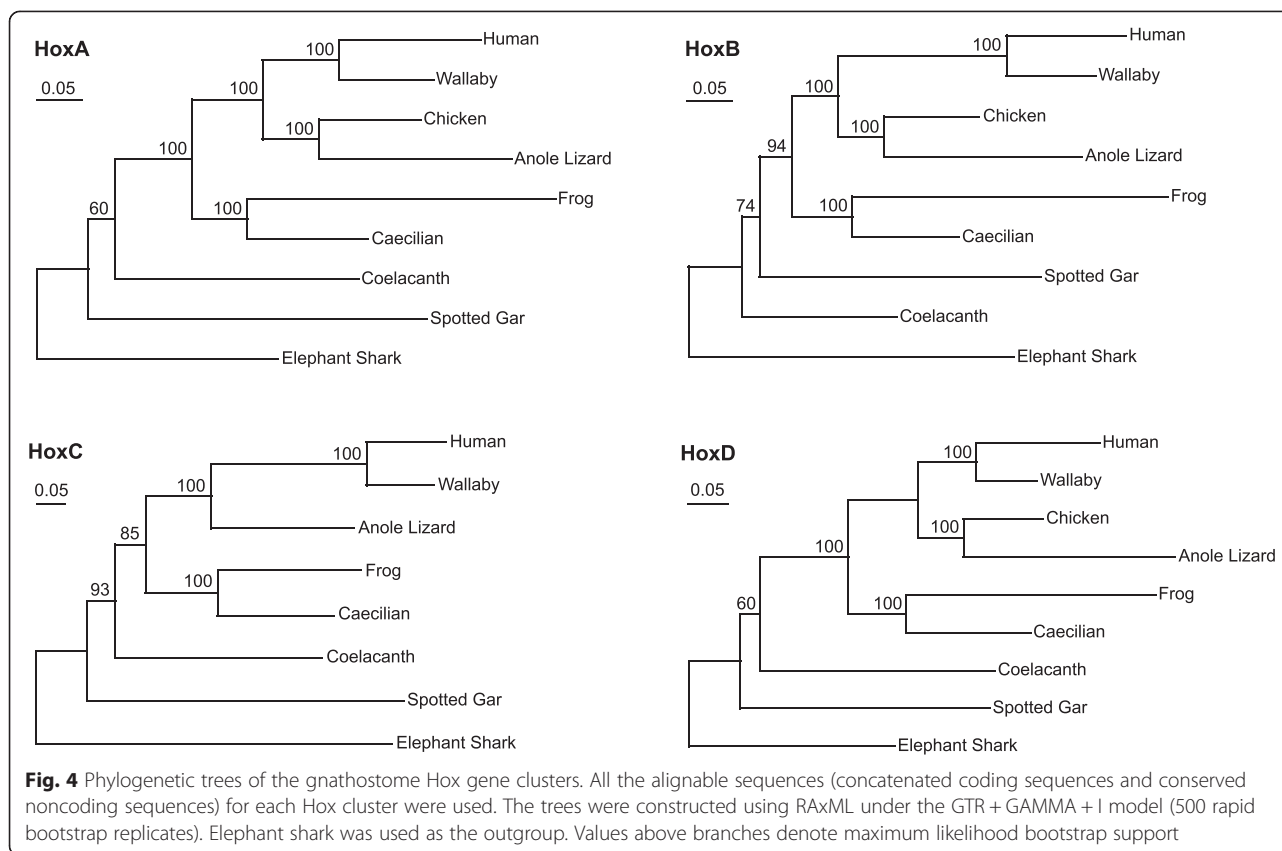 HoxA
0.05
100
Human
Wallaby
100
100
Chicken
Anole Lizard
100
100
Frog
Caecilian
60
Coelacanth
Spotted Gar
Elephant Shark
HoxB
0.05
100
Human
Wallaby
100
100
Chicken
Anole Lizard
94
100
Frog
Caecilian
74
Spotted Gar
Coelacanth
Elephant Shark
HoxC
0.05
100
Human
Wallaby
100
Anole Lizard
85
100
Frog
Caecilian
93
Coelacanth
Spotted Gar
Elephant Shark
HoxD
0.05
100
Human
Wallaby
100
Chicken
Anole Lizard
100
100
Frog
Caecilian
60
Coelacanth
Spotted Gar
Elephant Shark
Fig. 4 Phylogenetic trees of the gnathostome Hox gene clusters. All the alignable sequences (concatenated coding sequences and conserved
noncoding sequences) for each Hox cluster were used. The trees were constructed using RAxML under the GTR + GAMMA + I model (500 rapid
bootstrap replicates). Elephant shark was used as the outgroup. Values above branches denote maximum likelihood bootstrap support